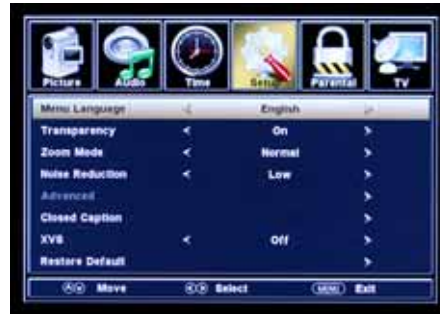 Picture Audio Time Setup Parental TV
Menu Language English
Transparency On
Zoom Mode Normal
Noise Reduction Low
Advanced
Closed Caption
XVS Off
Restore Default
Move Select MENU Exit